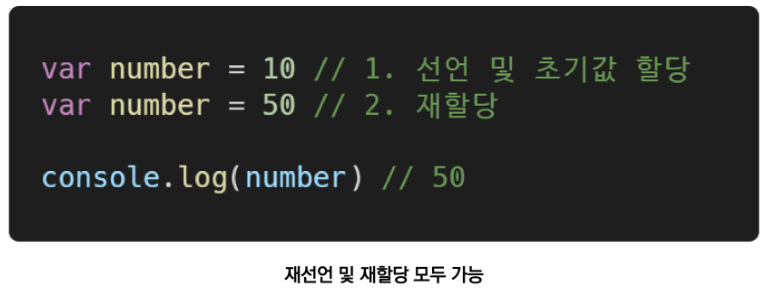 var number = 10 // 1. 선언 및 초기값 할당
var number = 50 // 2. 재할당
console.log(number) // 50
재선언 및 재할당 모두 가능